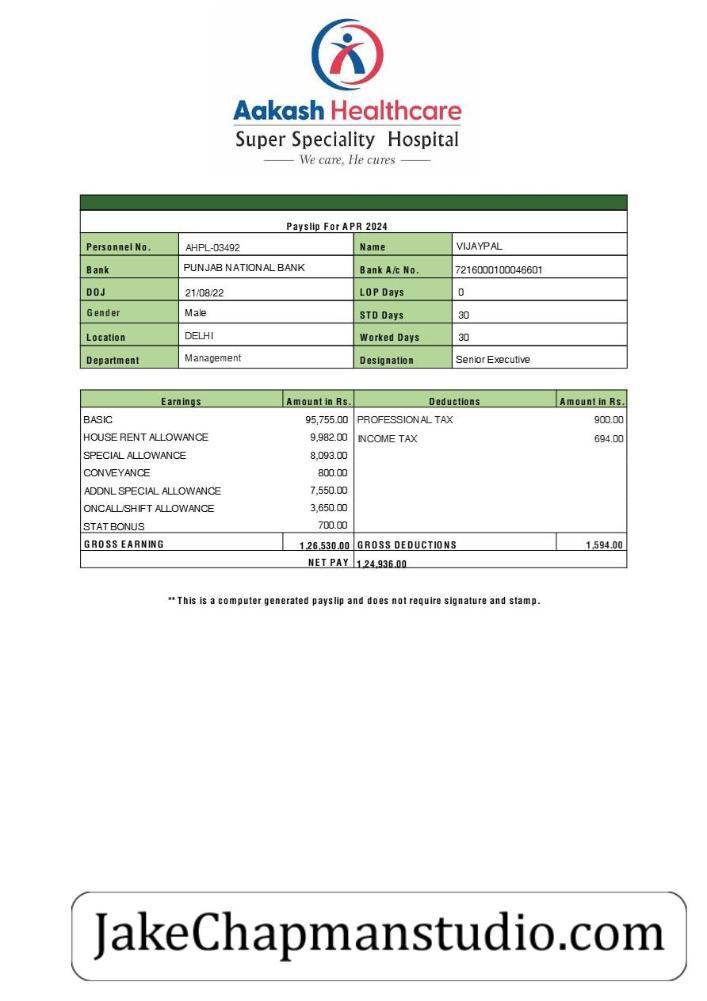 Aakash Healthcare
Super Speciality Hospital
We care, He cures
Payslip For APR 2024
Personnel No. AHPL-03492 Name VIJAYPAL
Bank PUNJAB NATIONAL BANK Bank A/c No. 7216000100046601
DOJ 21/08/22 LOP Days 0
Gender Male STD Days 30
Location DELHI Worked Days 30
Department Management Designation Senior Executive
Earnings Amount in Rs. Deductions Amount in Rs.
BASIC 95,755.00 PROFESSIONAL TAX 900.00
HOUSE RENT ALLOWANCE 9,982.00 INCOME TAX 694.00
SPECIAL ALLOWANCE 8,093.00
CONVEYANCE 800.00
ADDNL SPECIAL ALLOWANCE 7,550.00
ONCALL/SHIFT ALLOWANCE 3,650.00
STAT BONUS 700.00
GROSS EARNING 1,26,530.00 GROSS DEDUCTIONS 1,594.00
NET PAY 1,24,936.00
** This is a computer generated payslip and does not require signature and stamp.
JakeChapmanstudio.com